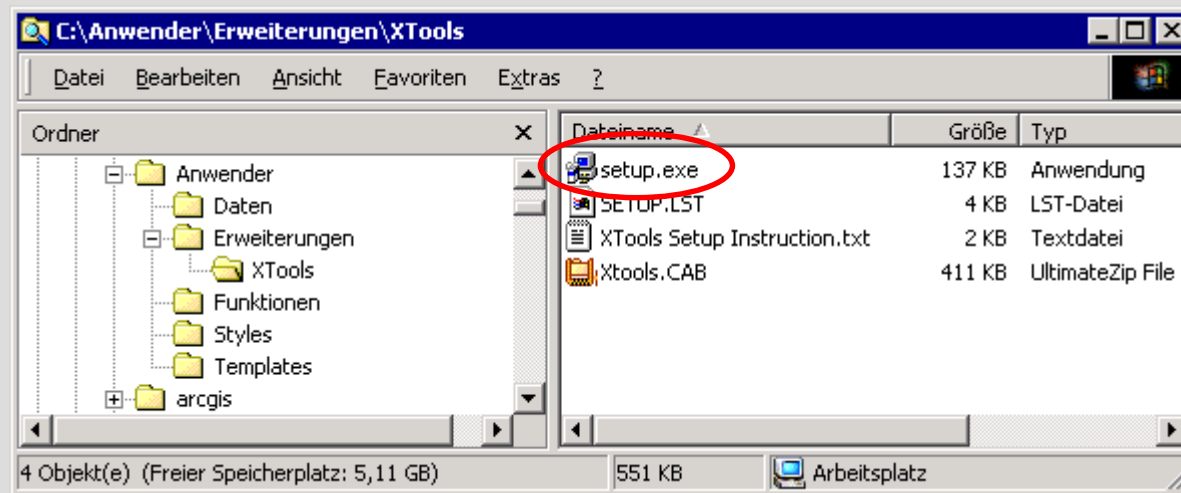 C:\Anwender\Erweiterungen\XTools
Datei Bearbeiten Ansicht Favoriten Extras ?
Ordner
Anwender
Daten
Erweiterungen
XTools
Funktionen
Styles
Templates
arcgis
Dateiname Größe Typ
setup.exe 137 KB Anwendung
SETUP.LST 4 KB LST-Datei
XTools Setup Instruction.txt 2 KB Textdatei
Xtools.CAB 411 KB UltimateZip File
4 Objekt(e) (Freier Speicherplatz: 5,11 GB) 551 KB Arbeitsplatz